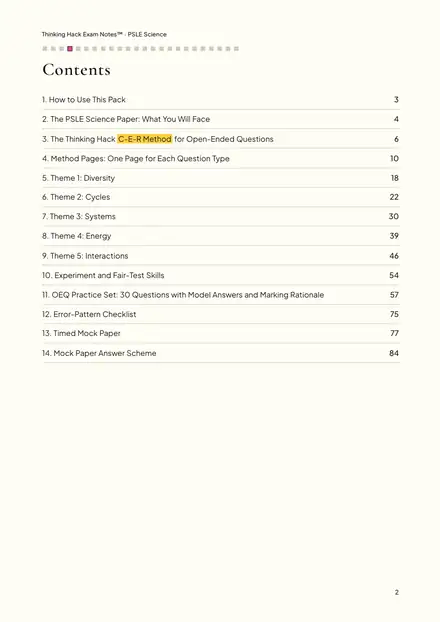 Thinking Hack Exam Notes™ · PSLE Science
Contents
1. How to Use This Pack 3
2. The PSLE Science Paper: What You Will Face 4
3. The Thinking Hack C-E-R Method for Open-Ended Questions 6
4. Method Pages: One Page for Each Question Type 10
5. Theme 1: Diversity 18
6. Theme 2: Cycles 22
7. Theme 3: Systems 30
8. Theme 4: Energy 39
9. Theme 5: Interactions 46
10. Experiment and Fair-Test Skills 54
11. OEQ Practice Set: 30 Questions with Model Answers and Marking Rationale 57
12. Error-Pattern Checklist 75
13. Timed Mock Paper 77
14. Mock Paper Answer Scheme 84
2